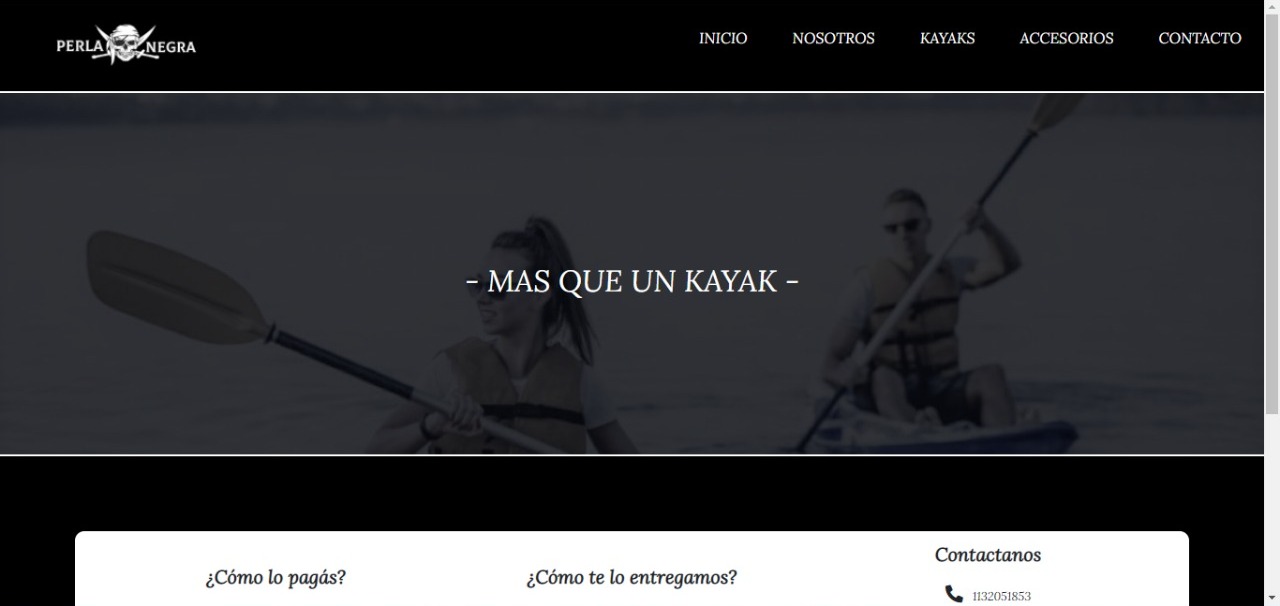 PERLA NEGRA
INICIO NOSOTROS KAYAKS ACCESORIOS CONTACTO
- MAS QUE UN KAYAK -
¿Cómo lo pagás?
¿Cómo te lo entregamos?
Contactanos
1132051853